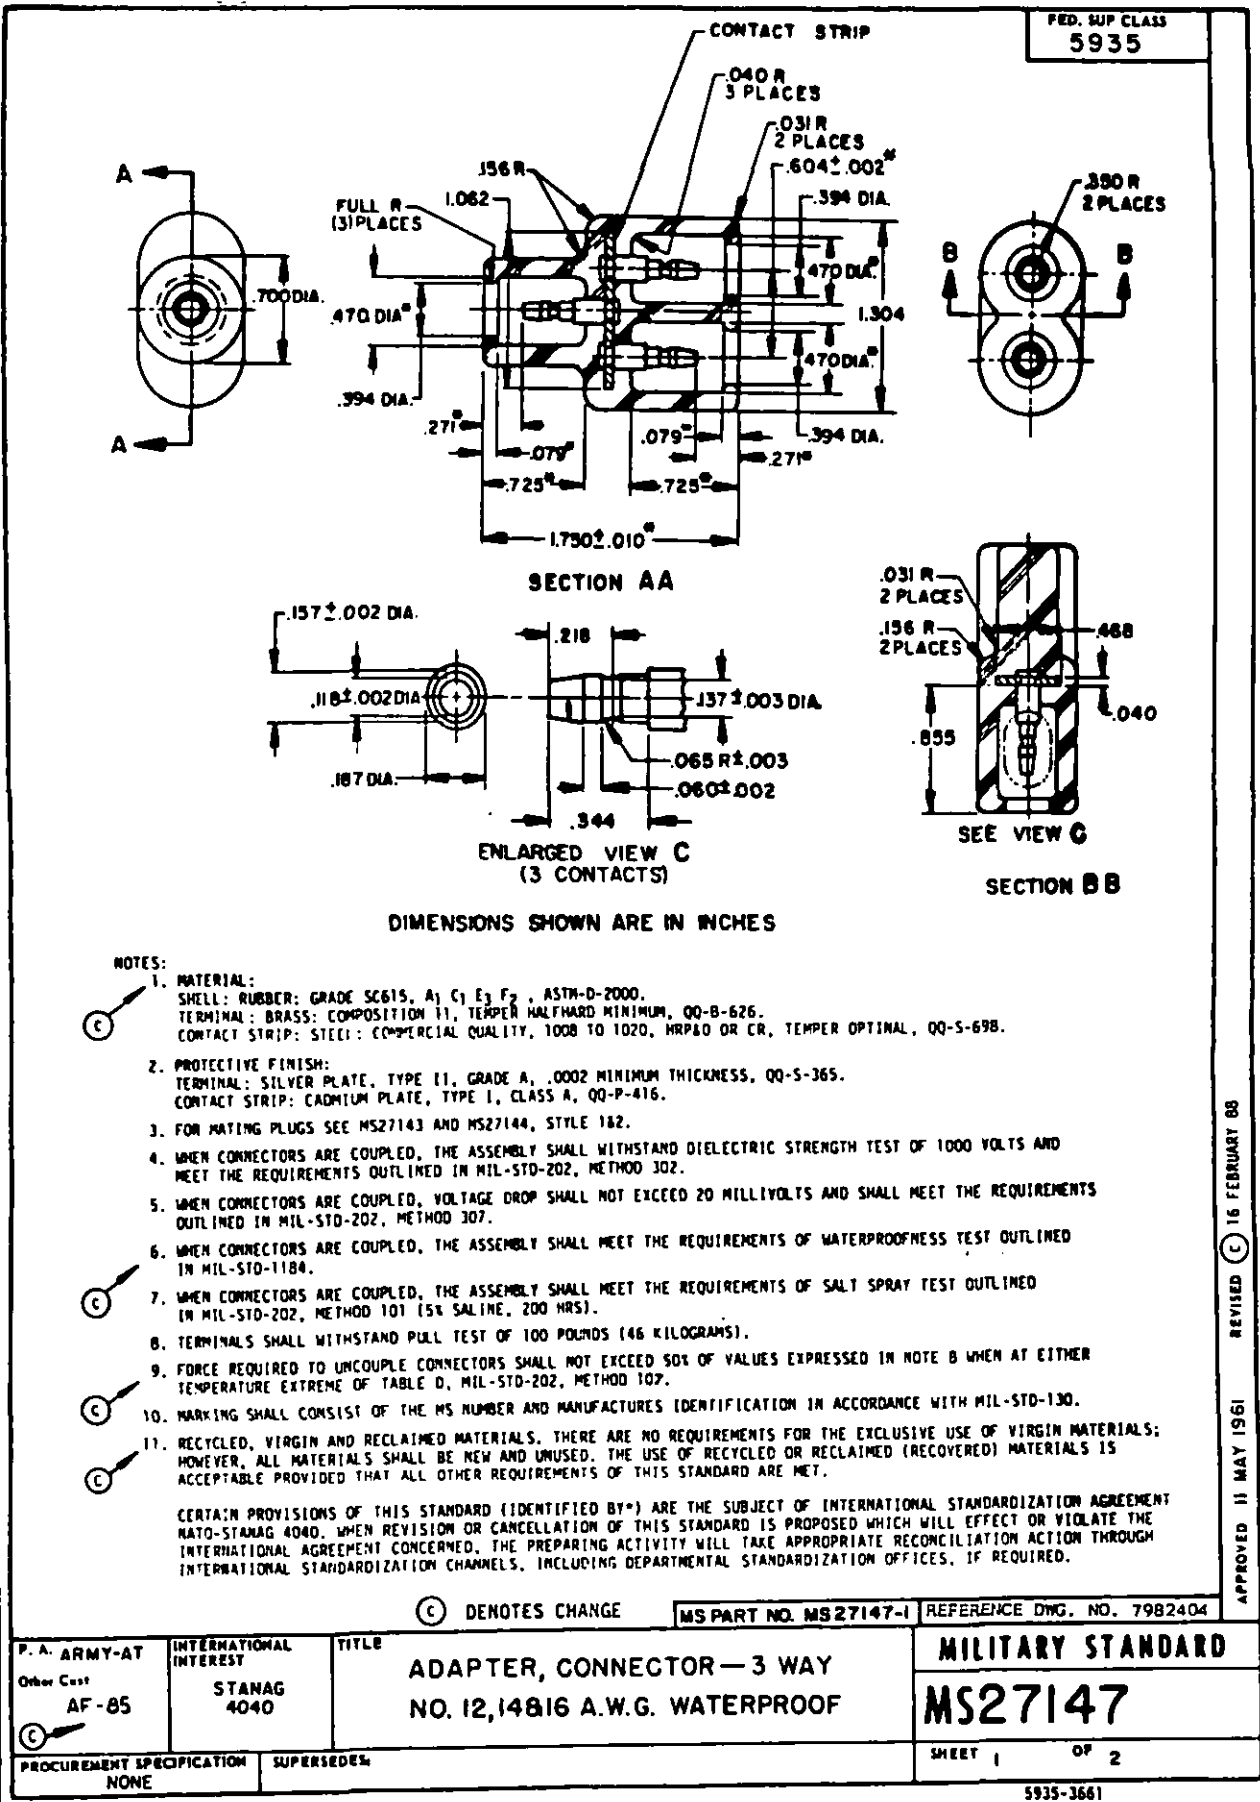 FED. SUP CLASS
5935
CONTACT STRIP
.040 R
3 PLACES
.031 R
2 PLACES
.604±.002*
.156 R
1.062
.394 DIA.
FULL R
(3) PLACES
A
.700 DIA.
.470 DIA*
.470 DIA.*
1.304
.470 DIA*
.394 DIA.
.394 DIA.
A
.271*
.079*
.079*
.271*
.725*
.725*
1.750±.010*
SECTION AA
.350 R
2 PLACES
B
B
.157±.002 DIA.
.118±.002 DIA
.187 DIA.
.218
.137±.003 DIA.
.065 R±.003
.060±.002
.344
ENLARGED VIEW C
(3 CONTACTS)
.031 R
2 PLACES
.156 R
2 PLACES
.468
.040
.855
SEE VIEW C
SECTION BB
DIMENSIONS SHOWN ARE IN INCHES
NOTES:
1. MATERIAL:
SHELL: RUBBER: GRADE SC615, A1 C1 E3 F2 , ASTM-D-2000.
TERMINAL: BRASS: COMPOSITION 11, TEMPER HALFHARD MINIMUM, QQ-B-626.
C
CONTACT STRIP: STEEL: COMMERCIAL QUALITY, 1008 TO 1020, HRP&O OR CR, TEMPER OPTINAL, QQ-S-698.
2. PROTECTIVE FINISH:
TERMINAL: SILVER PLATE, TYPE II, GRADE A, .0002 MINIMUM THICKNESS, QQ-S-365.
CONTACT STRIP: CADMIUM PLATE, TYPE I, CLASS A, QQ-P-416.
3. FOR MATING PLUGS SEE MS27143 AND MS27144, STYLE 1&2.
4. WHEN CONNECTORS ARE COUPLED, THE ASSEMBLY SHALL WITHSTAND DIELECTRIC STRENGTH TEST OF 1000 VOLTS AND
MEET THE REQUIREMENTS OUTLINED IN MIL-STD-202, METHOD 302.
5. WHEN CONNECTORS ARE COUPLED, VOLTAGE DROP SHALL NOT EXCEED 20 MILLIVOLTS AND SHALL MEET THE REQUIREMENTS
OUTLINED IN MIL-STD-202, METHOD 307.
6. WHEN CONNECTORS ARE COUPLED, THE ASSEMBLY SHALL MEET THE REQUIREMENTS OF WATERPROOFNESS TEST OUTLINED
IN MIL-STD-1184.
C
7. WHEN CONNECTORS ARE COUPLED, THE ASSEMBLY SHALL MEET THE REQUIREMENTS OF SALT SPRAY TEST OUTLINED
IN MIL-STD-202, METHOD 101 (5% SALINE, 200 HRS).
8. TERMINALS SHALL WITHSTAND PULL TEST OF 100 POUNDS (46 KILOGRAMS).
9. FORCE REQUIRED TO UNCOUPLE CONNECTORS SHALL NOT EXCEED 50% OF VALUES EXPRESSED IN NOTE 8 WHEN AT EITHER
TEMPERATURE EXTREME OF TABLE D, MIL-STD-202, METHOD 107.
C
10. MARKING SHALL CONSIST OF THE MS NUMBER AND MANUFACTURES IDENTIFICATION IN ACCORDANCE WITH MIL-STD-130.
11. RECYCLED, VIRGIN AND RECLAIMED MATERIALS. THERE ARE NO REQUIREMENTS FOR THE EXCLUSIVE USE OF VIRGIN MATERIALS;
HOWEVER, ALL MATERIALS SHALL BE NEW AND UNUSED. THE USE OF RECYCLED OR RECLAIMED (RECOVERED) MATERIALS IS
C
ACCEPTABLE PROVIDED THAT ALL OTHER REQUIREMENTS OF THIS STANDARD ARE MET.
CERTAIN PROVISIONS OF THIS STANDARD (IDENTIFIED BY*) ARE THE SUBJECT OF INTERNATIONAL STANDARDIZATION AGREEMENT
NATO-STANAG 4040. WHEN REVISION OR CANCELLATION OF THIS STANDARD IS PROPOSED WHICH WILL EFFECT OR VIOLATE THE
INTERNATIONAL AGREEMENT CONCERNED, THE PREPARING ACTIVITY WILL TAKE APPROPRIATE RECONCILIATION ACTION THROUGH
INTERNATIONAL STANDARDIZATION CHANNELS, INCLUDING DEPARTMENTAL STANDARDIZATION OFFICES, IF REQUIRED.
C DENOTES CHANGE
MS PART NO. MS27147-1
REFERENCE DWG. NO. 7982404
APPROVED 11 MAY 1961 REVISED C 16 FEBRUARY 88
P. A. ARMY-AT
Other Cust
AF-85
C
INTERNATIONAL
INTEREST
STANAG
4040
TITLE
ADAPTER, CONNECTOR — 3 WAY
NO. 12,14&16 A.W.G. WATERPROOF
MILITARY STANDARD
MS27147
PROCUREMENT SPECIFICATION
NONE
SUPERSEDES:
SHEET 1 OF 2
5935-3661